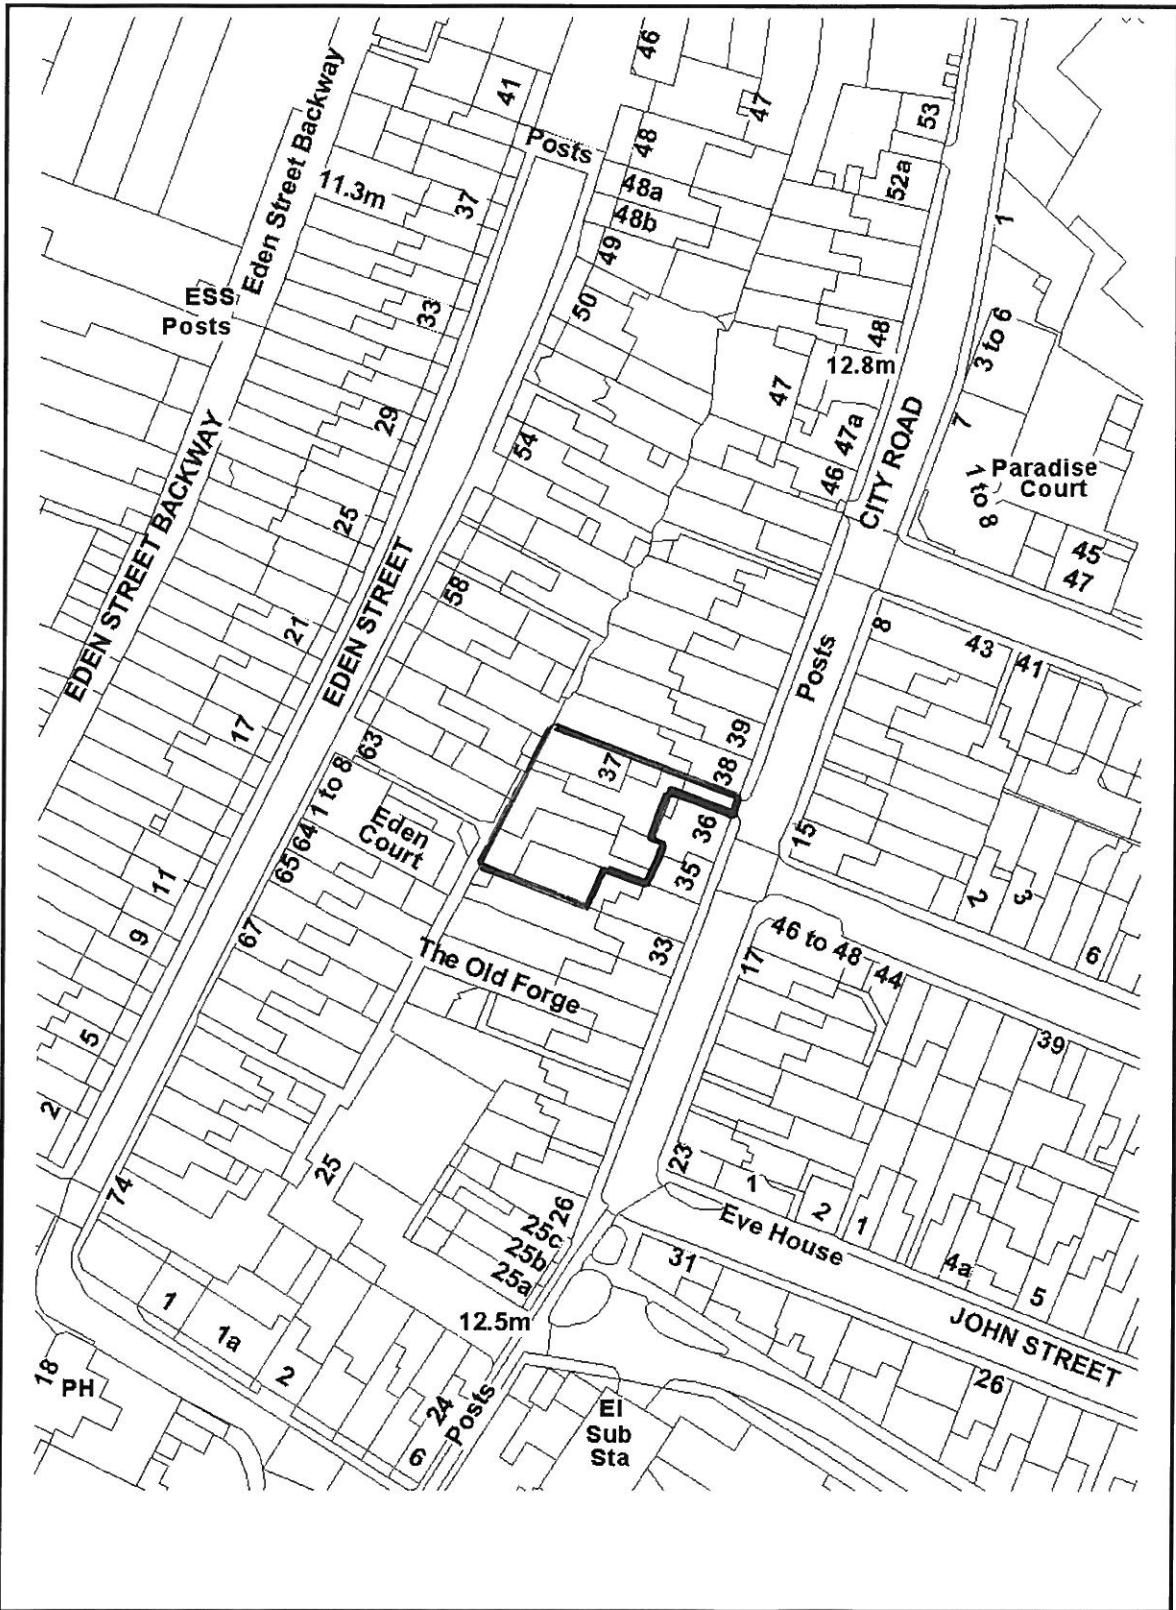 46
41
47
53
Posts
48
52a
Eden Street Backway
11.3m
37
48a
48b
1
49
ESS
Posts
33
50
48
3 to 6
12.8m
47
29
47a
7
54
CITY ROAD
46
Paradise
Court
1 to 8
EDEN STREET BACKWAY
25
45
47
EDEN STREET
58
21
8
43
41
Posts
17
63
39
38
37
1 to 8
Eden
Court
64
65
36
15
35
11
2
3
9
67
The Old Forge
33
46 to 48
44
17
6
5
39
2
74
25
23
1
2
1
Eve House
26
25c
25b
25a
31
4a
5
1
1a
2
12.5m
JOHN STREET
18
PH
24
6
Posts
El
Sub
Sta
26